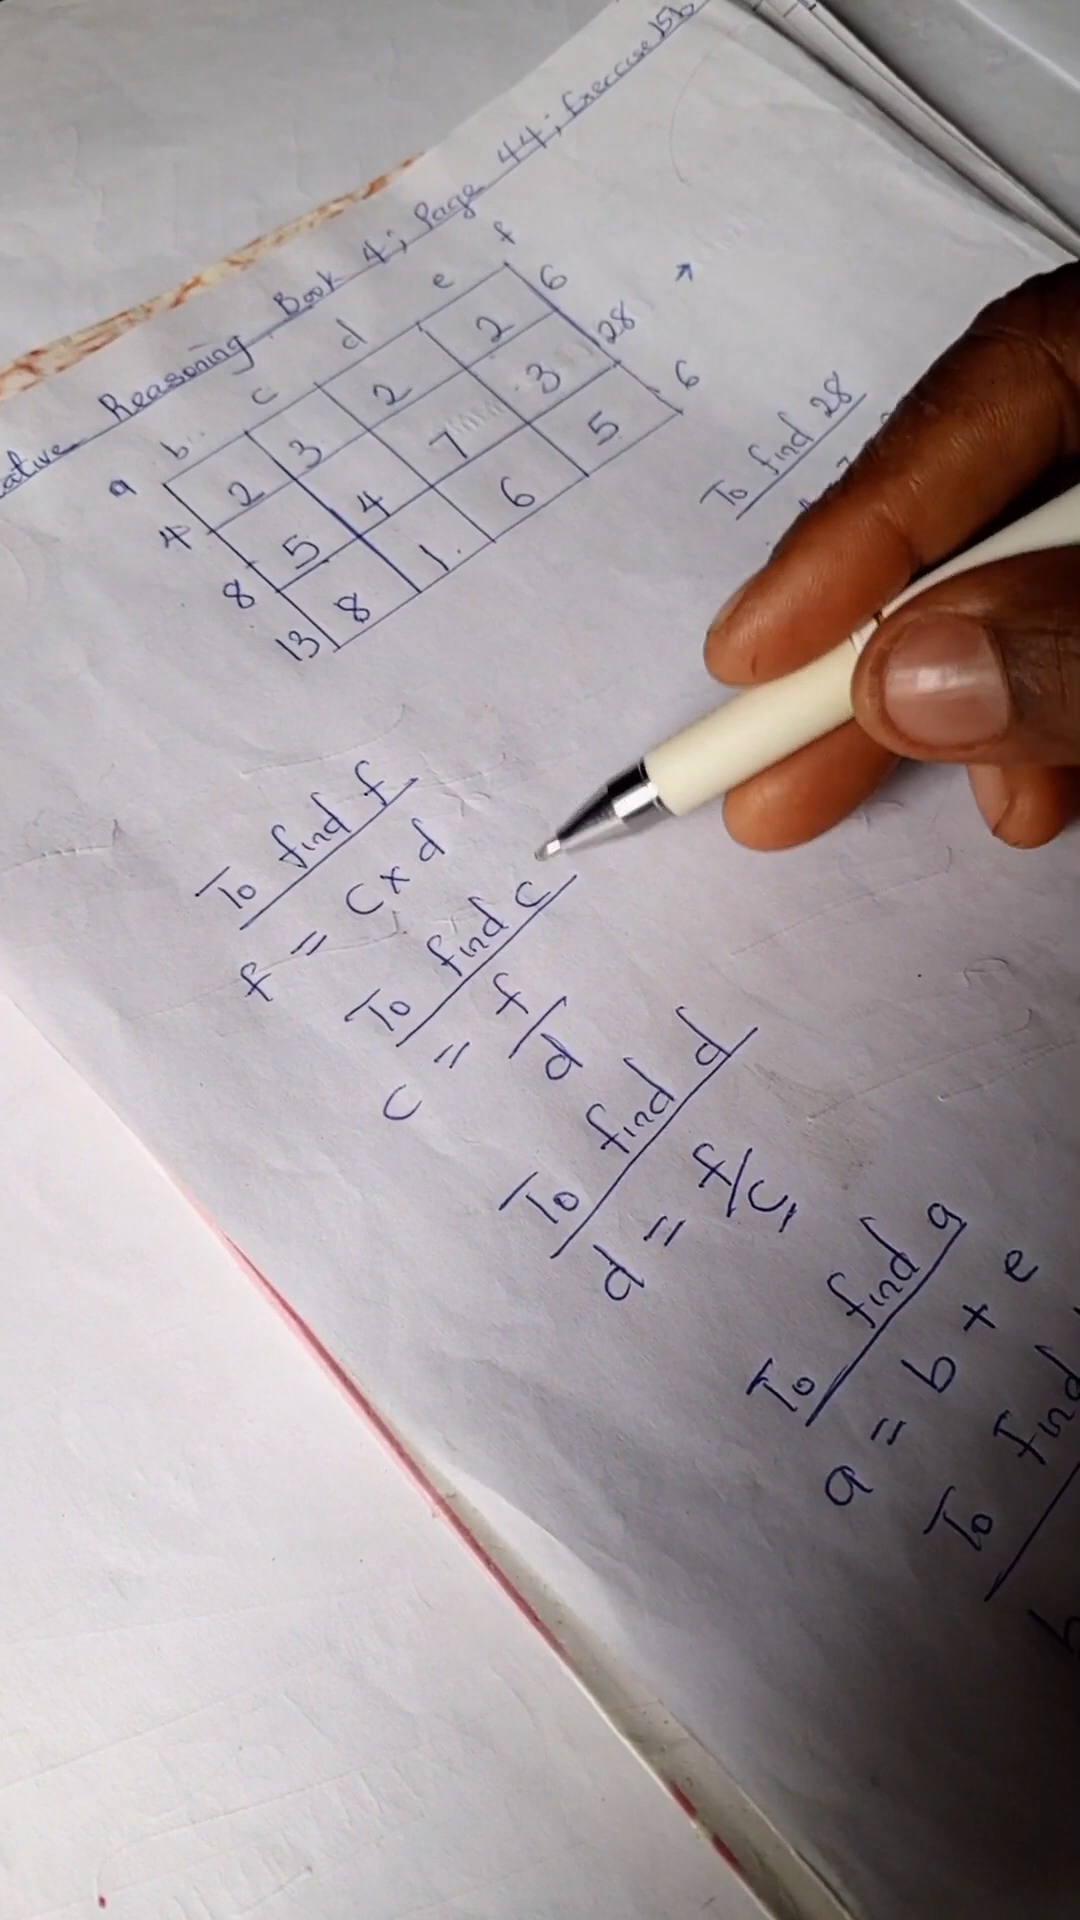 Reasoning Book 4; Page 44; Exercise 15b
a b c d e f
4 2 3 2 2 6
8 5 4 7 3 28
13 8 1 6 5 6
To find 28
To find f
f = c x d
To find c
c = f/d
To find d
d = f/c,
To find a
a = b + e
To find